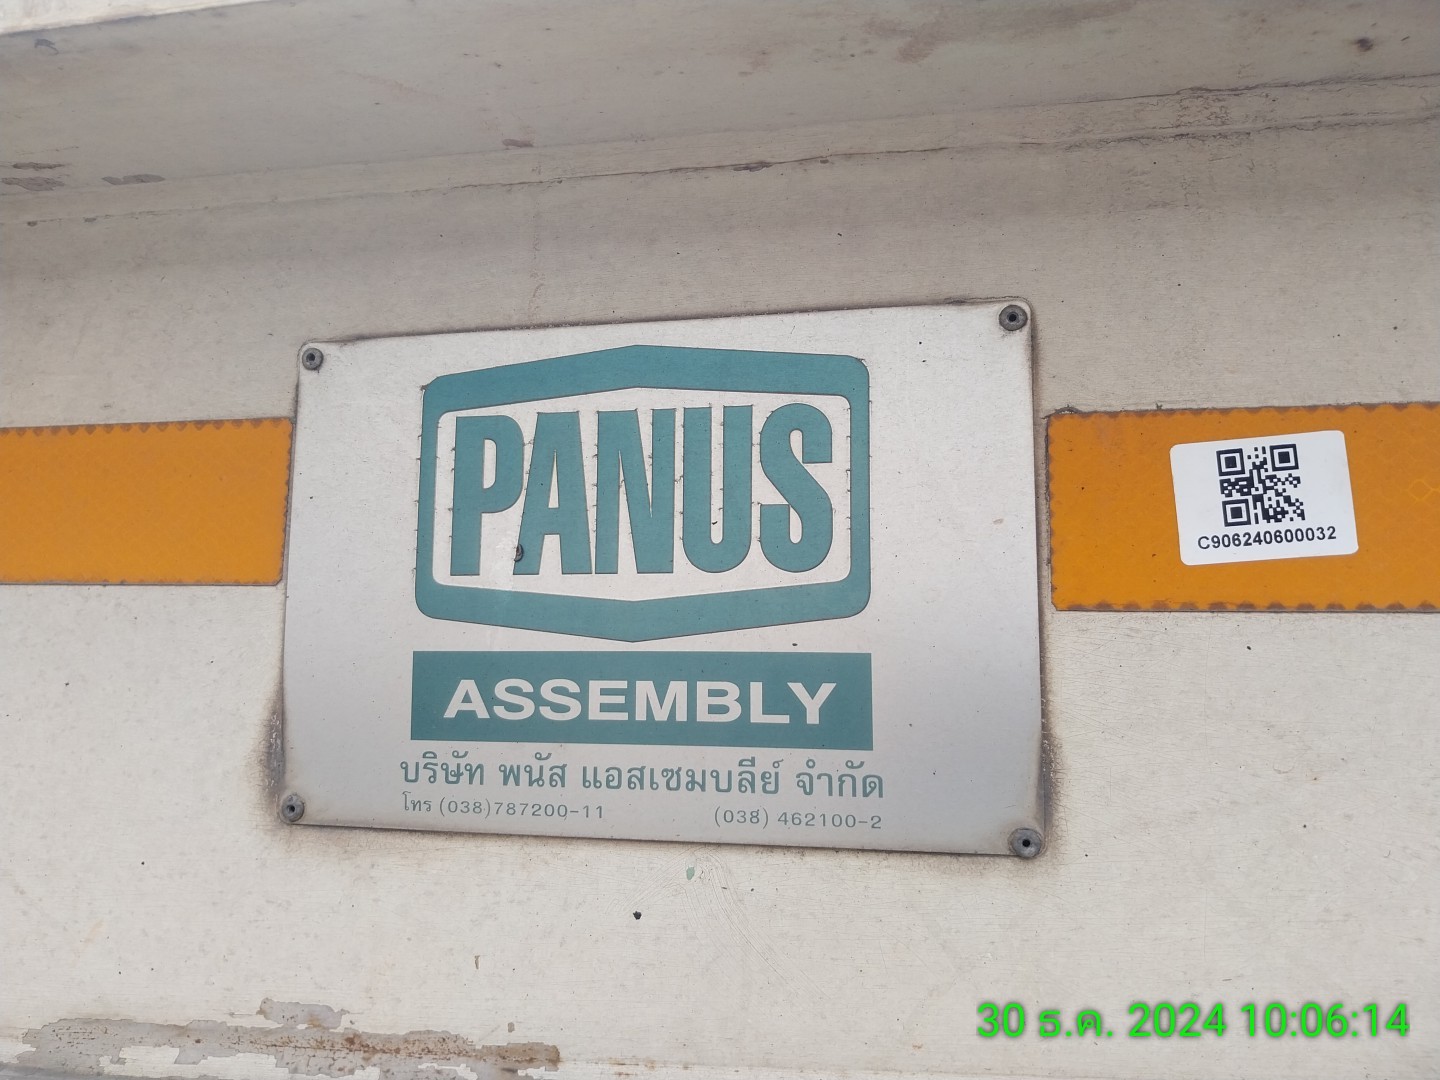 PANUS
ASSEMBLY
บริษัท พนัส แอสเซมบลีย์ จำกัด
โทร (038)787200-11 (038) 462100-2
C906240600032
30 ธ.ค. 2024 10:06:14